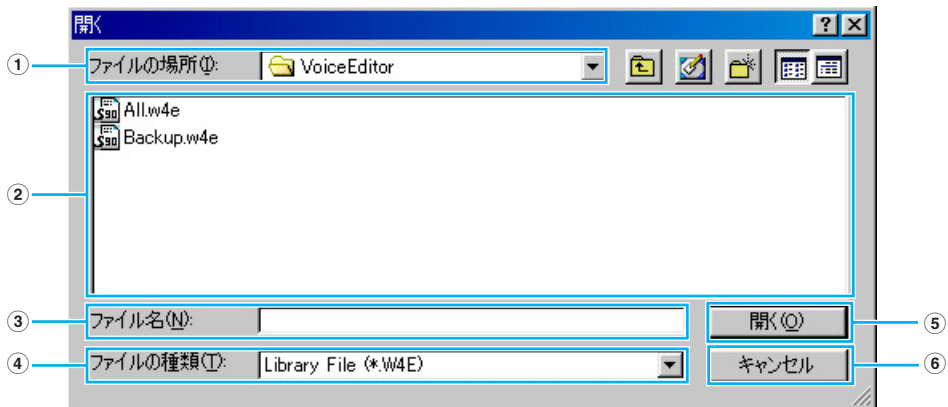 開く
① ファイルの場所(I): VoiceEditor
②
All.w4e
Backup.w4e
③ ファイル名(N): 開く(O) ⑤
④ ファイルの種類(T): Library File (*.W4E) キャンセル ⑥